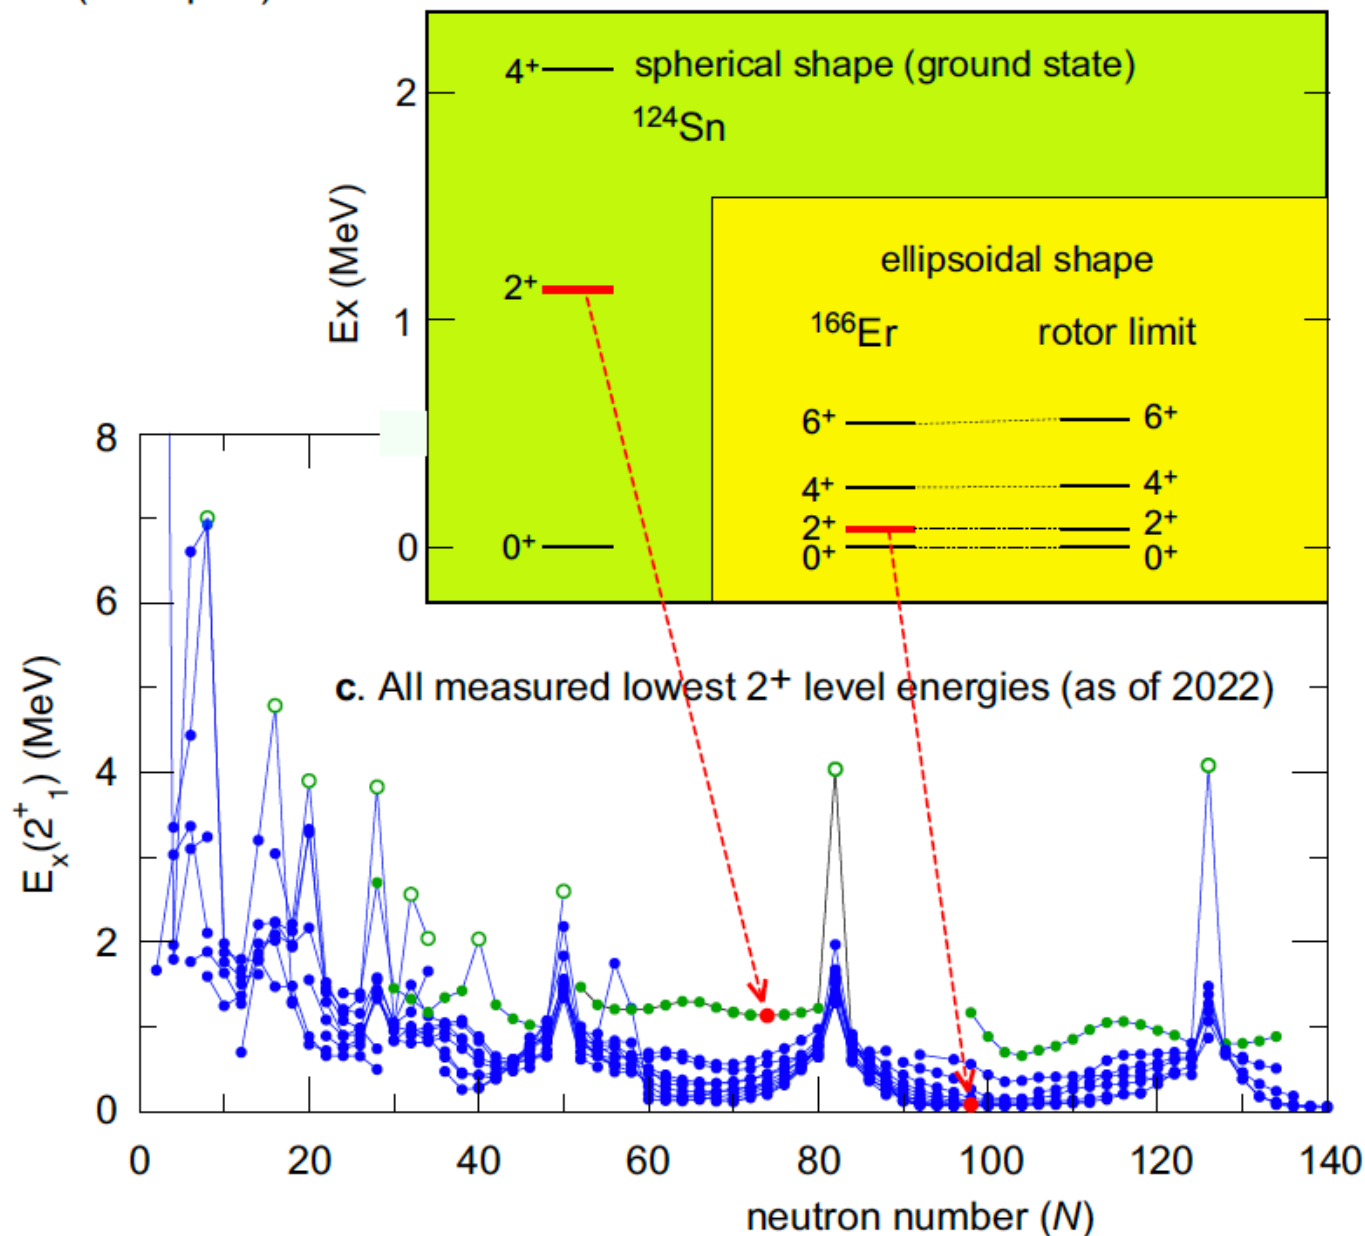 4⁺ spherical shape (ground state)
2
¹²⁴Sn
Ex (MeV)
ellipsoidal shape
2⁺
1
¹⁶⁶Er rotor limit
6⁺ 6⁺
8
4⁺ 4⁺
2⁺ 2⁺
0 0⁺ 0⁺ 0⁺
6
c. All measured lowest 2⁺ level energies (as of 2022)
Eₓ(2⁺₁) (MeV)
4
2
0
0 20 40 60 80 100 120 140
neutron number (N)